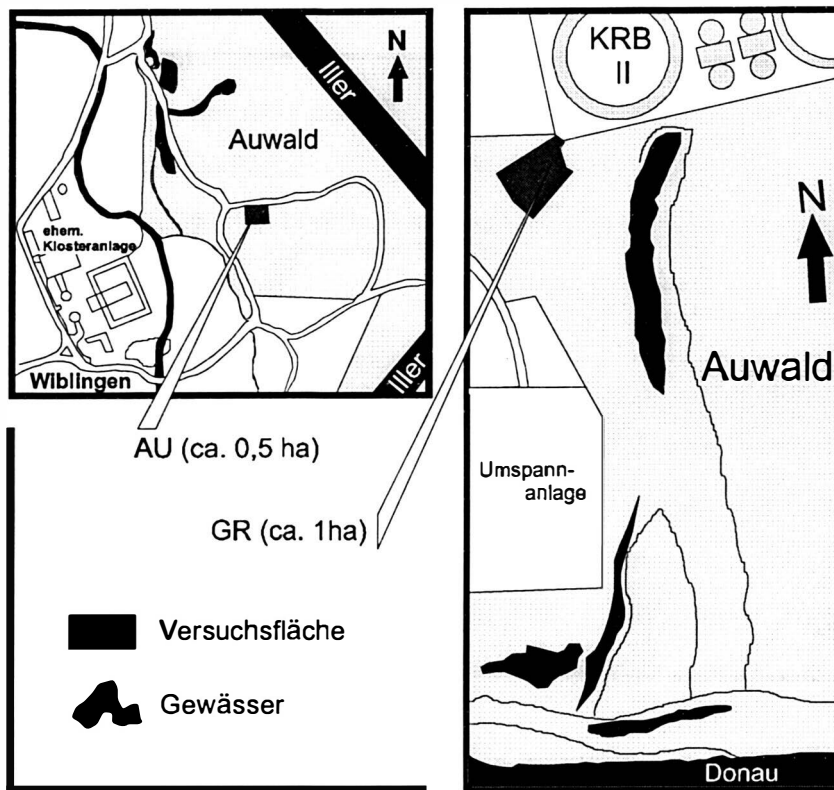 N
Iller
Auwald
ehem.
Klosteranlage
Wiblingen
Iller
AU (ca. 0,5 ha)
GR (ca. 1ha)
Versuchsfläche
Gewässer
KRB
II
N
Auwald
Umspann-
anlage
Donau